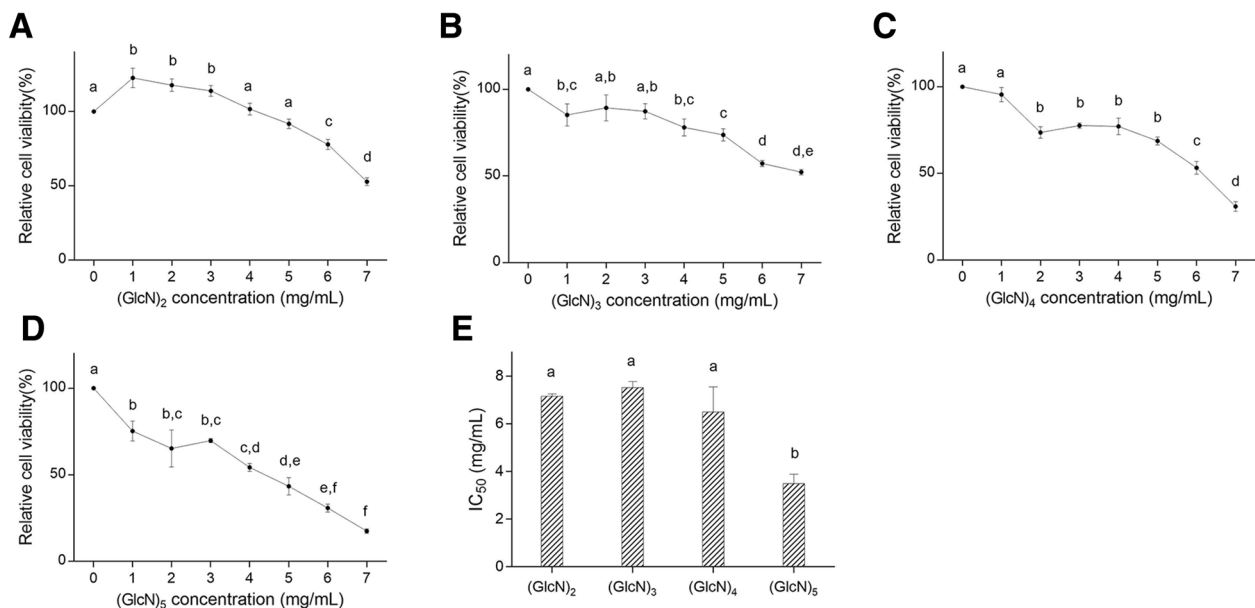 A
Relative cell vialibity(%)
100
50
0
a
b
b
b
a
a
c
d
0 1 2 3 4 5 6 7
(GlcN)₂ concentration (mg/mL)
B
Relative cell viability(%)
100
50
0
a
b,c
a,b
a,b
b,c
c
d
d,e
0 1 2 3 4 5 6 7
(GlcN)₃ concentration (mg/mL)
C
Relative cell viability(%)
100
50
0
a
a
b
b
b
b
c
d
0 1 2 3 4 5 6 7
(GlcN)₄ concentration (mg/mL)
D
Relative cell viability(%)
100
50
0
a
b
b,c
b,c
c,d
d,e
e,f
f
0 1 2 3 4 5 6 7
(GlcN)₅ concentration (mg/mL)
E
IC₅₀ (mg/mL)
8
6
4
2
0
a
a
a
b
(GlcN)₂ (GlcN)₃ (GlcN)₄ (GlcN)₅